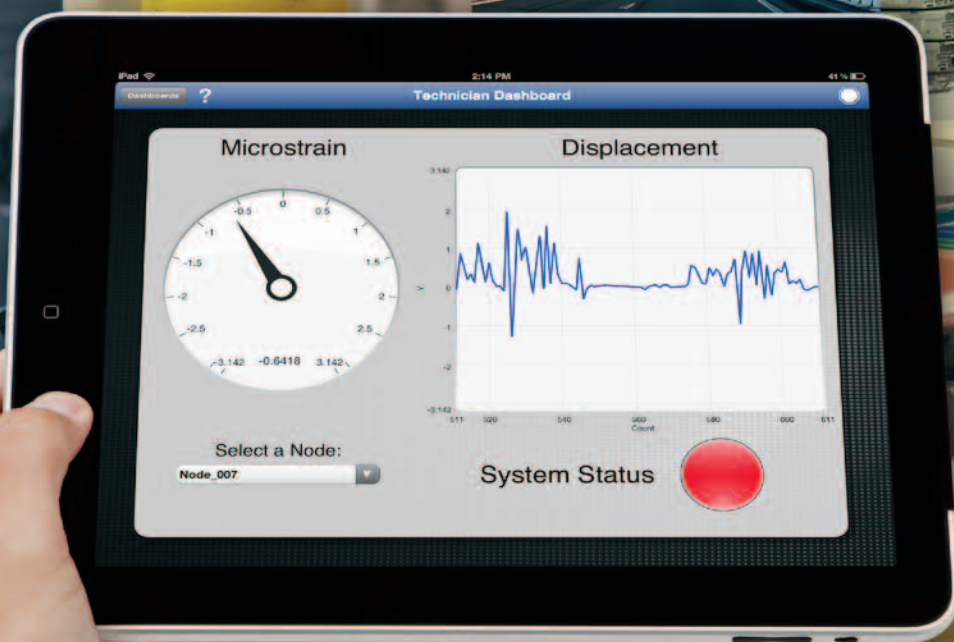 iPad 2:14 PM 41 %
Dashboards ? Technician Dashboard
Microstrain
-0.5 0 0.5
-1 1
-1.5 1.5
-2 2
-2.5 2.5
-3.142 -0.6418 3.142
Displacement
3.142
2
1
0
-1
-2
-3.142
Y
511 520 540 560 580 600 611
Count
Select a Node:
Node_007
System Status